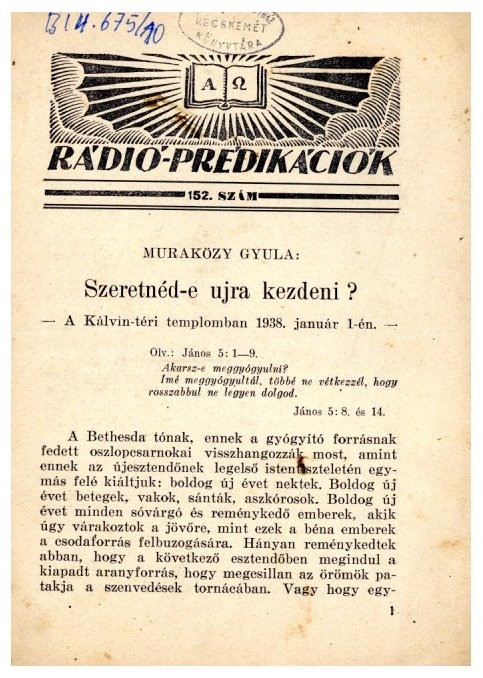 B14.675/40
KECSKEMÉT
KÖNYVTÁRA
A Ω
RÁDIÓ-PRÉDIKÁCIÓK
152. SZÁM
MURAKÖZY GYULA:
Szeretnéd-e ujra kezdeni ?
— A Kálvin-téri templomban 1938. január 1-én. —
Olv.: János 5: 1—9.
Akarsz-e meggyógyulni?
Imé meggyógyultál, többé ne vétkezzél, hogy
rosszabbul ne legyen dolgod.
János 5: 8. és 14.
A Bethesda tónak, ennek a gyógyító forrásnak
fedett oszlopcsarnokai visszhangozzák most, amint
ennek az újesztendőnek legelső istentiszteletén egy-
más felé kiáltjuk: boldog új évet nektek. Boldog új
évet betegek, vakok, sánták, aszkórosok. Boldog új
évet minden sóvárgó és reménykedő emberek, akik
úgy várakoztok a jövőre, mint ezek a béna emberek
a csodaforrás felbuzogására. Hányan reménykedtek
abban, hogy a következő esztendőben megindul a
kiapadt aranyforrás, hogy megcsillan az örömök pa-
takja a szenvedések tornácában. Vagy hogy egy-
1